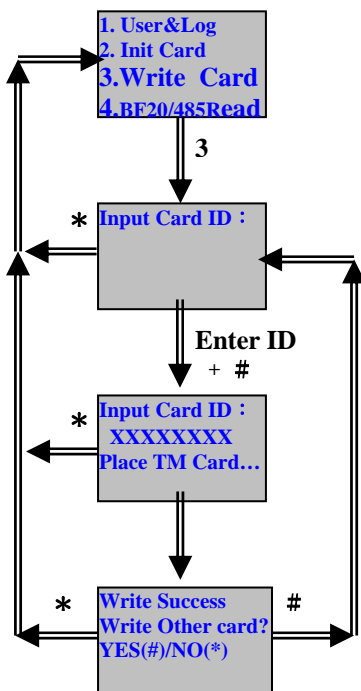 1. User&Log
2. Init Card
3.Write Card
4.BF20/485Read
3
*
Input Card ID：
Enter ID
+ #
*
Input Card ID：
XXXXXXXX
Place TM Card…
*
#
Write Success
Write Other card?
YES(#)/NO(*)